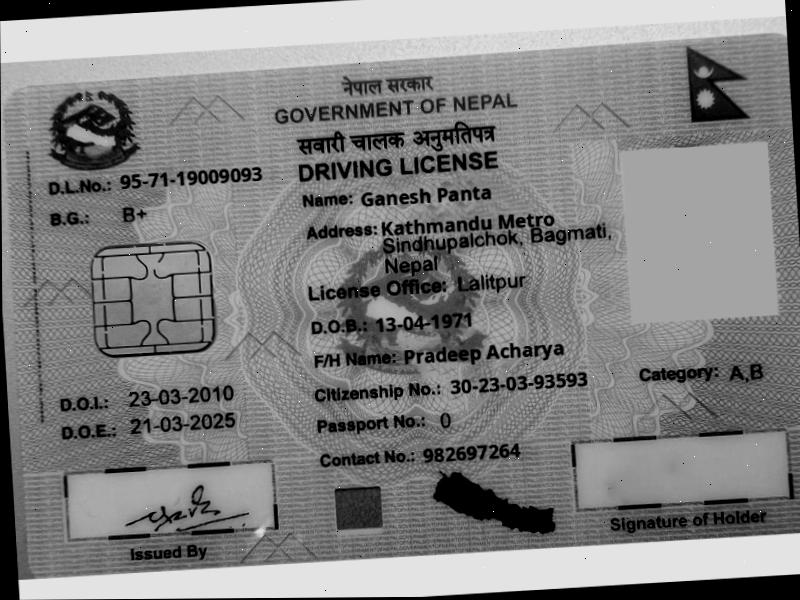 नेपाल सरकार
GOVERNMENT OF NEPAL
सवारी चालक अनुमतिपत्र
DRIVING LICENSE
D.L.No.: 95-71-19009093
B.G.: B+
Name: Ganesh Panta
Address: Kathmandu Metro
Sindhupalchok, Bagmati,
Nepal
License Office: Lalitpur
D.O.B.: 13-04-1971
F/H Name: Pradeep Acharya
D.O.I.: 23-03-2010
Citizenship No.: 30-23-03-93593
Category: A,B
D.O.E.: 21-03-2025
Passport No.: 0
Contact No.: 982697264
Issued By
Signature of Holder